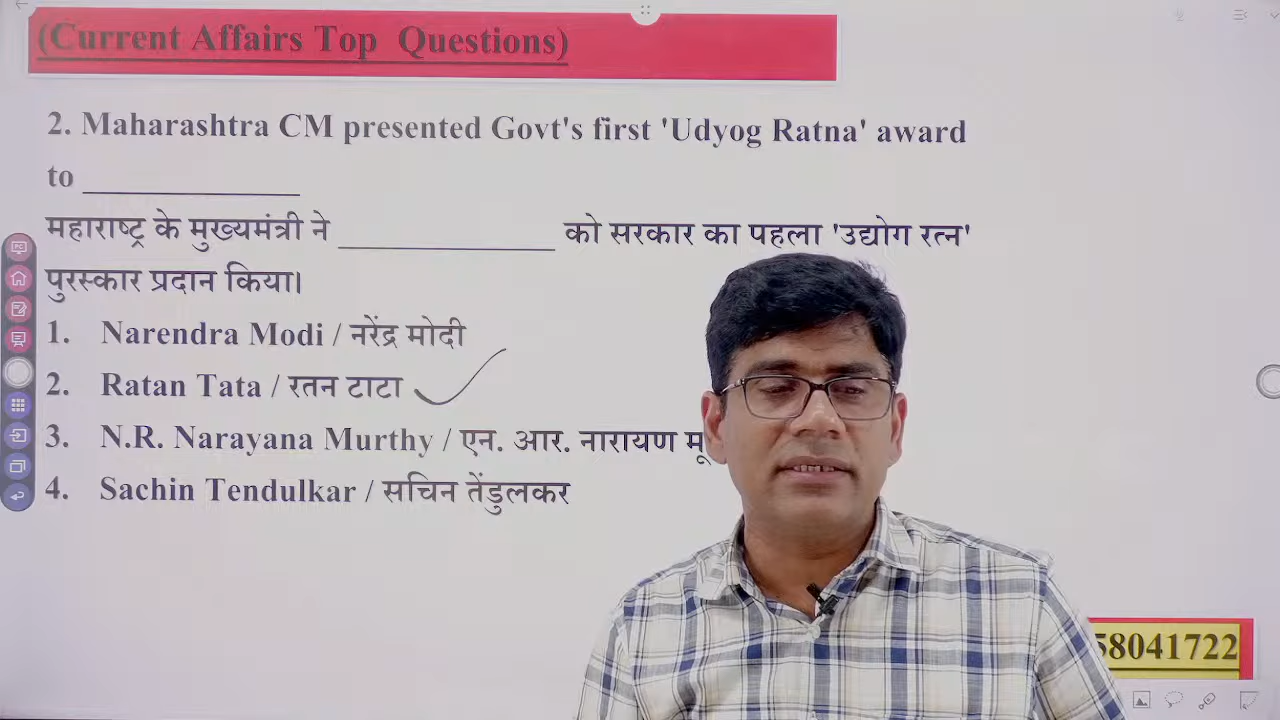 (Current Affairs Top Questions)
2. Maharashtra CM presented Govt's first 'Udyog Ratna' award
to ______________
महाराष्ट्र के मुख्यमंत्री ने ______________ को सरकार का पहला 'उद्योग रत्न'
पुरस्कार प्रदान किया।
1. Narendra Modi / नरेंद्र मोदी
2. Ratan Tata / रतन टाटा
3. N.R. Narayana Murthy / एन. आर. नारायण
4. Sachin Tendulkar / सचिन तेंदुलकर
58041722